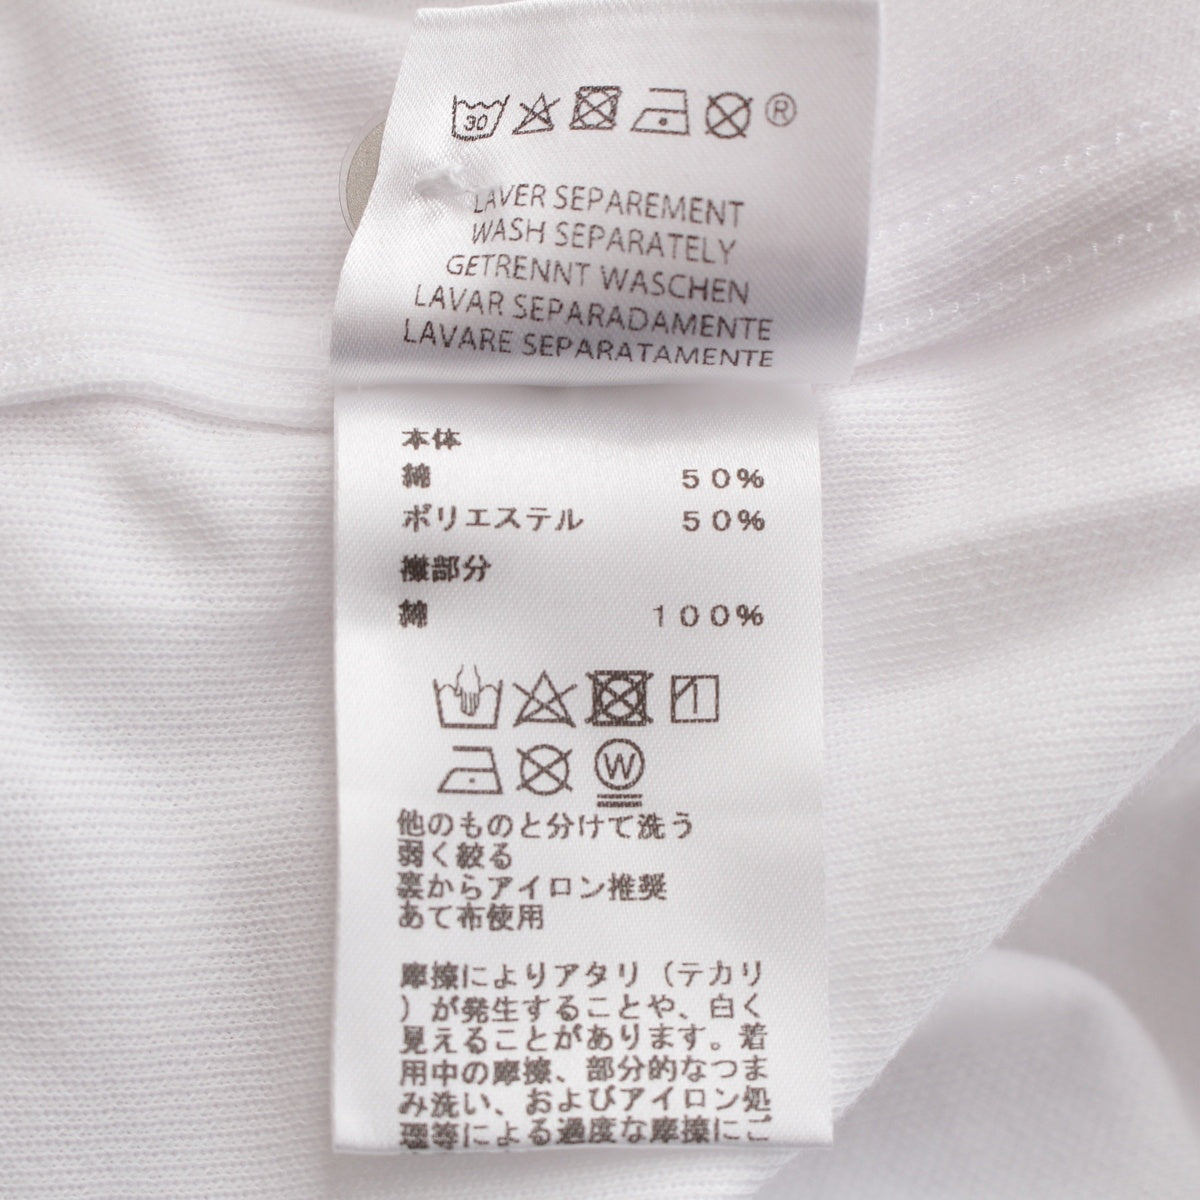 30 ®
LAVER SEPAREMENT
WASH SEPARATELY
GETRENNT WASCHEN
LAVAR SEPARADAMENTE
LAVARE SEPARATAMENTE
本体
綿 50%
ポリエステル 50%
部分
綿 100%
W
他のものと分けて洗う
弱く絞る
裏からアイロン推奨
あて布使用
摩擦によりアタリ（テカリ
）が発生することや、白く
見えることがあります。着
用中の摩擦、部分的なつま
み洗い、およびアイロン処
理等による過度な摩擦にご